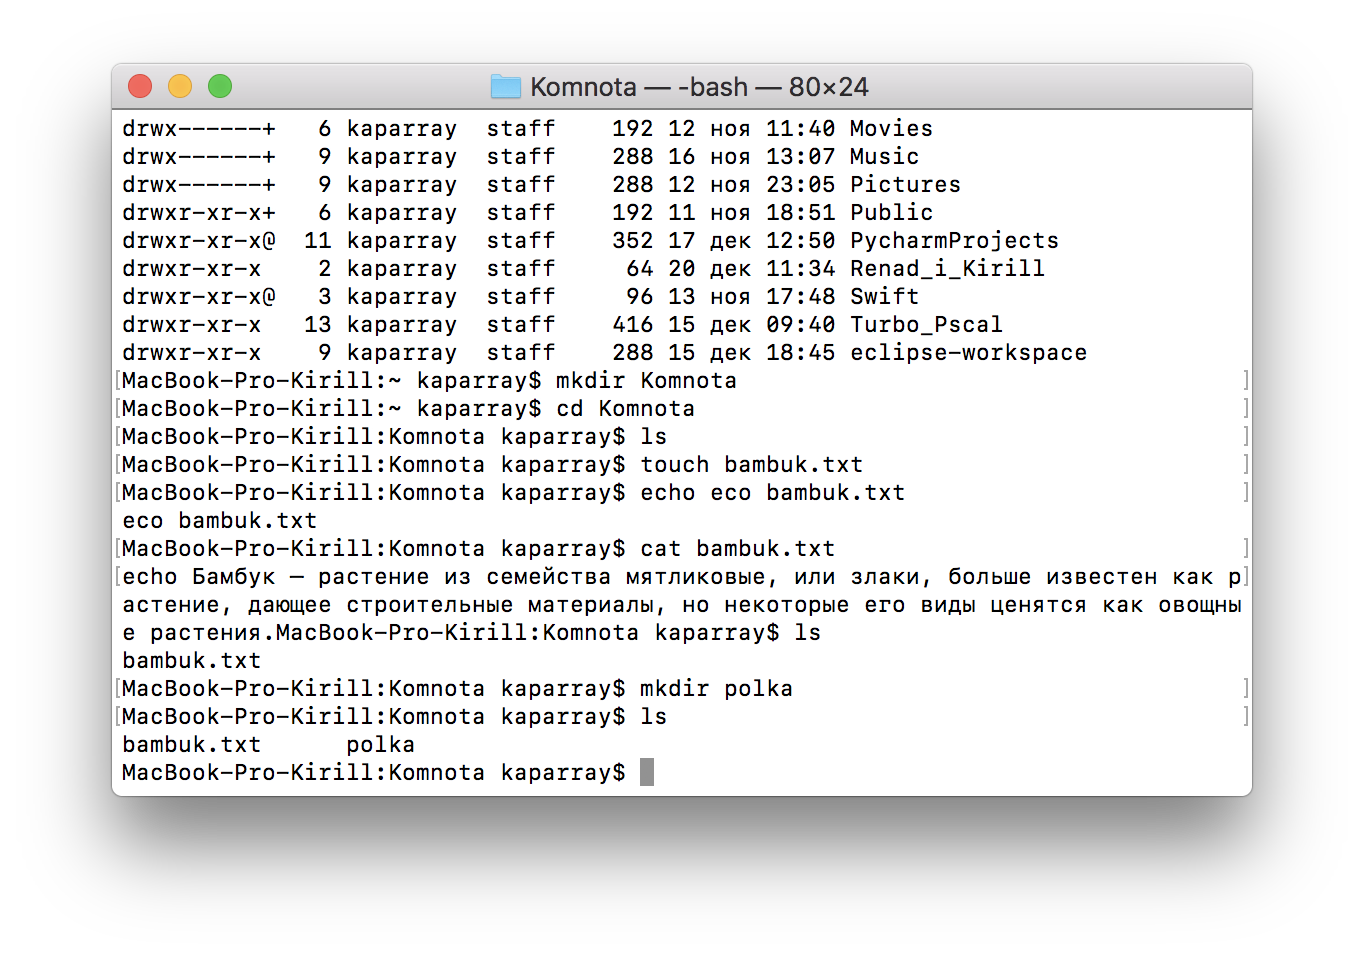 Komnota — -bash — 80×24
drwx------+   6 kaparray  staff    192 12 ноя 11:40 Movies
drwx------+   9 kaparray  staff    288 16 ноя 13:07 Music
drwx------+   9 kaparray  staff    288 12 ноя 23:05 Pictures
drwxr-xr-x+   6 kaparray  staff    192 11 ноя 18:51 Public
drwxr-xr-x@  11 kaparray  staff    352 17 дек 12:50 PycharmProjects
drwxr-xr-x    2 kaparray  staff     64 20 дек 11:34 Renad_i_Kirill
drwxr-xr-x@   3 kaparray  staff     96 13 ноя 17:48 Swift
drwxr-xr-x   13 kaparray  staff    416 15 дек 09:40 Turbo_Pscal
drwxr-xr-x    9 kaparray  staff    288 15 дек 18:45 eclipse-workspace
[MacBook-Pro-Kirill:~ kaparray$ mkdir Komnota ]
[MacBook-Pro-Kirill:~ kaparray$ cd Komnota ]
[MacBook-Pro-Kirill:Komnota kaparray$ ls ]
[MacBook-Pro-Kirill:Komnota kaparray$ touch bambuk.txt ]
[MacBook-Pro-Kirill:Komnota kaparray$ echo eco bambuk.txt ]
eco bambuk.txt
[MacBook-Pro-Kirill:Komnota kaparray$ cat bambuk.txt ]
[echo Бамбук — растение из семейства мятликовые, или злаки, больше известен как р]
астение, дающее строительные материалы, но некоторые его виды ценятся как овощны
е растения.MacBook-Pro-Kirill:Komnota kaparray$ ls
bambuk.txt
[MacBook-Pro-Kirill:Komnota kaparray$ mkdir polka ]
[MacBook-Pro-Kirill:Komnota kaparray$ ls ]
bambuk.txt      polka
MacBook-Pro-Kirill:Komnota kaparray$